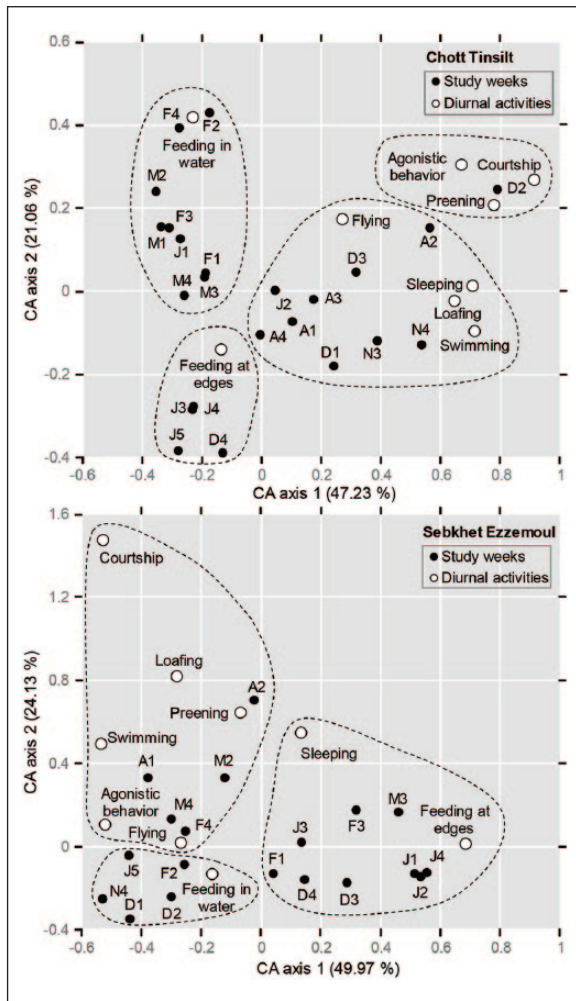 Chott Tinsilt
Study weeks
Diurnal activities
0.6
0.4
0.2
0
-0.2
-0.4
CA axis 2 (21.06 %)
F4
F2
Feeding in
water
M2
F3
M1
J1
F1
M4
M3
Agonistic
behavior
Courtship
D2
Preening
Flying
A2
D3
Sleeping
J2
A3
Loafing
A4
A1
N3
N4
Swimming
D1
Feeding at
edges
J3
J4
J5
D4
-0.6
-0.4
-0.2
0
0.2
0.4
0.6
0.8
1
CA axis 1 (47.23 %)
Sebkhet Ezzemoul
Study weeks
Diurnal activities
1.6
1.2
0.8
0.4
0
-0.4
CA axis 2 (24.13 %)
Courtship
Loafing
A2
Preening
Swimming
A1
M2
Agonistic
behavior
M4
F4
Flying
Sleeping
F3
M3
Feeding at
edges
J3
F1
D4
D3
J1
J4
J2
J5
F2
N4
Feeding in
water
D1
D2
-0.6
-0.4
-0.2
0
0.2
0.4
0.6
0.8
1
CA axis 1 (49.97 %)